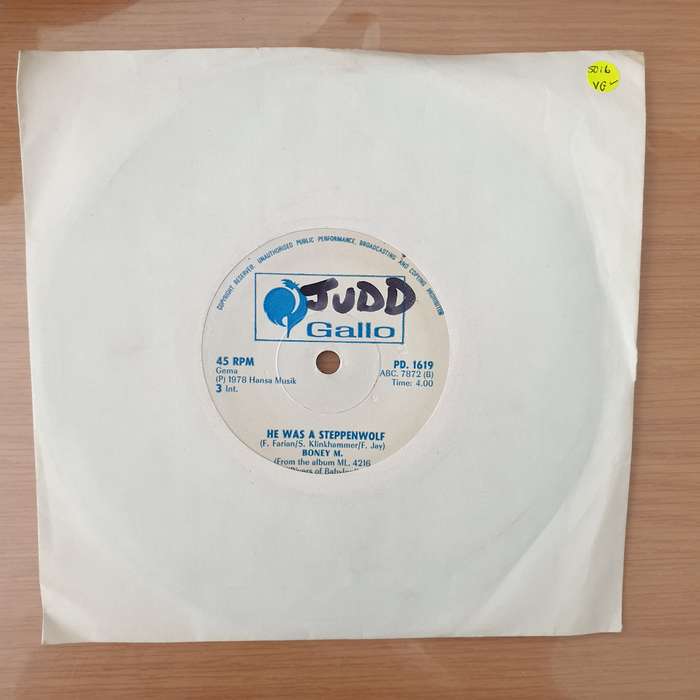 5016
VG
COPYRIGHT RESERVED. UNAUTHORISED PUBLIC PERFORMANCE, BROADCASTING AND COPYING PROHIBITED
JUDD
Gallo
45 RPM
Gema
(P) 1978 Hansa Musik
3 Int.
PD. 1619
ABC. 7872 (B)
Time: 4.00
HE WAS A STEPPENWOLF
(F. Farian/S. Klinkhammer/F. Jay)
BONEY M.
(From the album ML. 4216